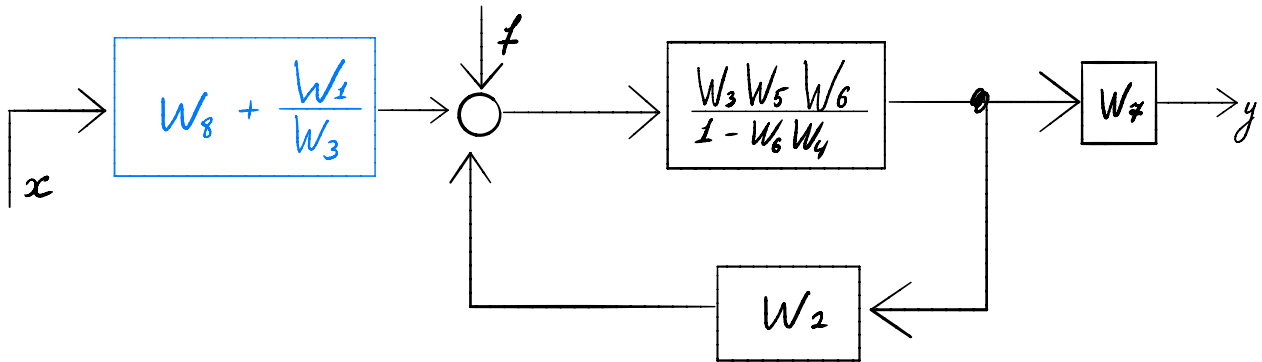 f
W₈ + W₁
W₃
W₃ W₅ W₆
1 - W₆ W₄
W₇
x
y
W₂